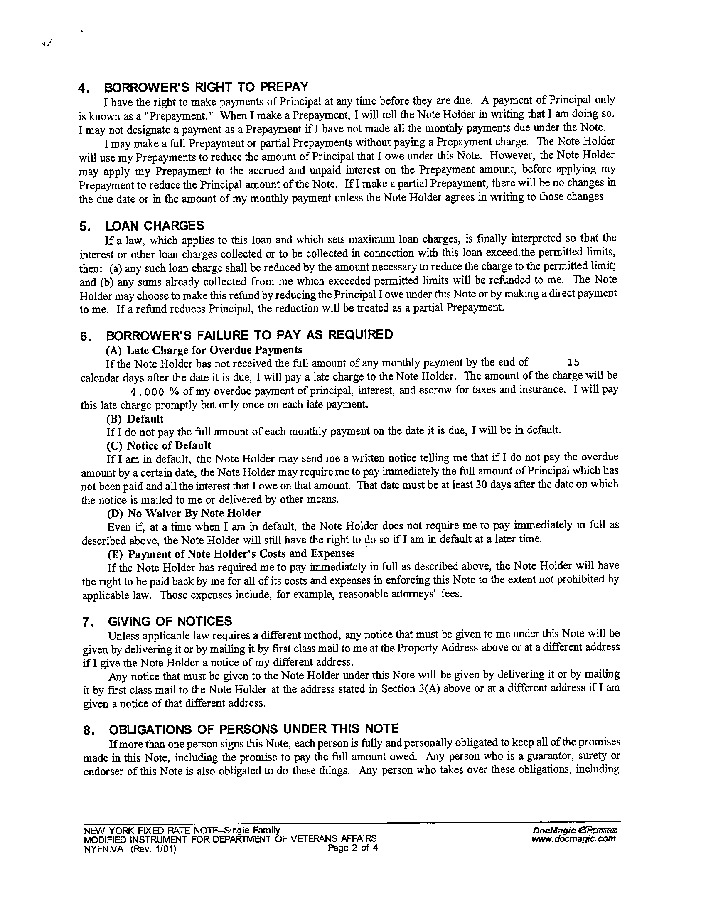 4. BORROWER'S RIGHT TO PREPAY
I have the right to make payments of Principal at any time before they are due. A payment of Principal only
is known as a "Prepayment." When I make a Prepayment, I will tell the Note Holder in writing that I am doing so.
I may not designate a payment as a Prepayment if I have not made all the monthly payments due under the Note.
I may make a full Prepayment or partial Prepayments without paying a Prepayment charge. The Note Holder
will use my Prepayments to reduce the amount of Principal that I owe under this Note. However, the Note Holder
may apply my Prepayment to the accrued and unpaid interest on the Prepayment amount, before applying my
Prepayment to reduce the Principal amount of the Note. If I make a partial Prepayment, there will be no changes in
the due date or in the amount of my monthly payment unless the Note Holder agrees in writing to those changes
5. LOAN CHARGES
If a law, which applies to this loan and which sets maximum loan charges, is finally interpreted so that the
interest or other loan charges collected or to be collected in connection with this loan exceed the permitted limits,
then: (a) any such loan charge shall be reduced by the amount necessary to reduce the charge to the permitted limit;
and (b) any sums already collected from me which exceeded permitted limits will be refunded to me. The Note
Holder may choose to make this refund by reducing the Principal I owe under this Note or by making a direct payment
to me. If a refund reduces Principal, the reduction will be treated as a partial Prepayment.
6. BORROWER'S FAILURE TO PAY AS REQUIRED
(A) Late Charge for Overdue Payments
If the Note Holder has not received the full amount of any monthly payment by the end of 15
calendar days after the date it is due, I will pay a late charge to the Note Holder. The amount of the charge will be
4.000 % of my overdue payment of principal, interest, and escrow for taxes and insurance. I will pay
this late charge promptly but only once on each late payment.
(B) Default
If I do not pay the full amount of each monthly payment on the date it is due, I will be in default.
(C) Notice of Default
If I am in default, the Note Holder may send me a written notice telling me that if I do not pay the overdue
amount by a certain date, the Note Holder may require me to pay immediately the full amount of Principal which has
not been paid and all the interest that I owe on that amount. That date must be at least 30 days after the date on which
the notice is mailed to me or delivered by other means.
(D) No Waiver By Note Holder
Even if, at a time when I am in default, the Note Holder does not require me to pay immediately in full as
described above, the Note Holder will still have the right to do so if I am in default at a later time.
(E) Payment of Note Holder's Costs and Expenses
If the Note Holder has required me to pay immediately in full as described above, the Note Holder will have
the right to be paid back by me for all of its costs and expenses in enforcing this Note to the extent not prohibited by
applicable law. Those expenses include, for example, reasonable attorneys' fees.
7. GIVING OF NOTICES
Unless applicable law requires a different method, any notice that must be given to me under this Note will be
given by delivering it or by mailing it by first class mail to me at the Property Address above or at a different address
if I give the Note Holder a notice of my different address.
Any notice that must be given to the Note Holder under this Note will be given by delivering it or by mailing
it by first class mail to the Note Holder at the address stated in Section 3(A) above or at a different address if I am
given a notice of that different address.
8. OBLIGATIONS OF PERSONS UNDER THIS NOTE
If more than one person signs this Note, each person is fully and personally obligated to keep all of the promises
made in this Note, including the promise to pay the full amount owed. Any person who is a guarantor, surety or
endorser of this Note is also obligated to do these things. Any person who takes over these obligations, including
NEW YORK FIXED RATE NOTE--Single Family DocMagic
MODIFIED INSTRUMENT FOR DEPARTMENT OF VETERANS AFFAIRS www.docmagic.com
(Rev. 1/01) Page 2 of 4